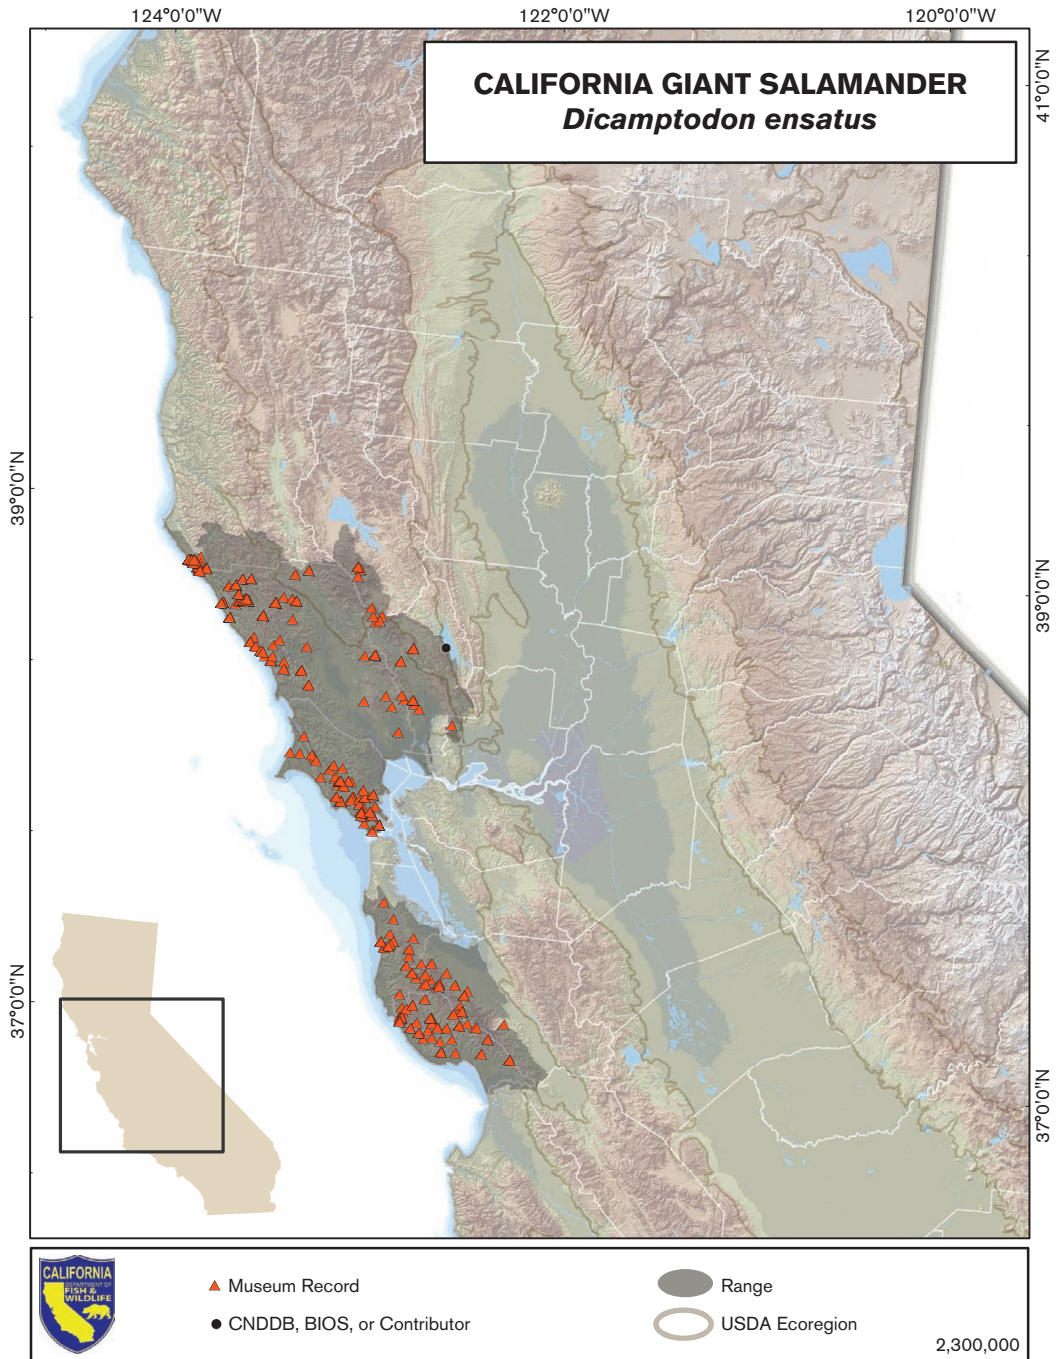 124°0'0"W
122°0'0"W
120°0'0"W
CALIFORNIA GIANT SALAMANDER
Dicamptodon ensatus
41°0'0"N
39°0'0"N
39°0'0"N
37°0'0"N
37°0'0"N
CALIFORNIA
DEPARTMENT OF
FISH &
WILDLIFE
Museum Record
CNDDB, BIOS, or Contributor
Range
USDA Ecoregion
2,300,000